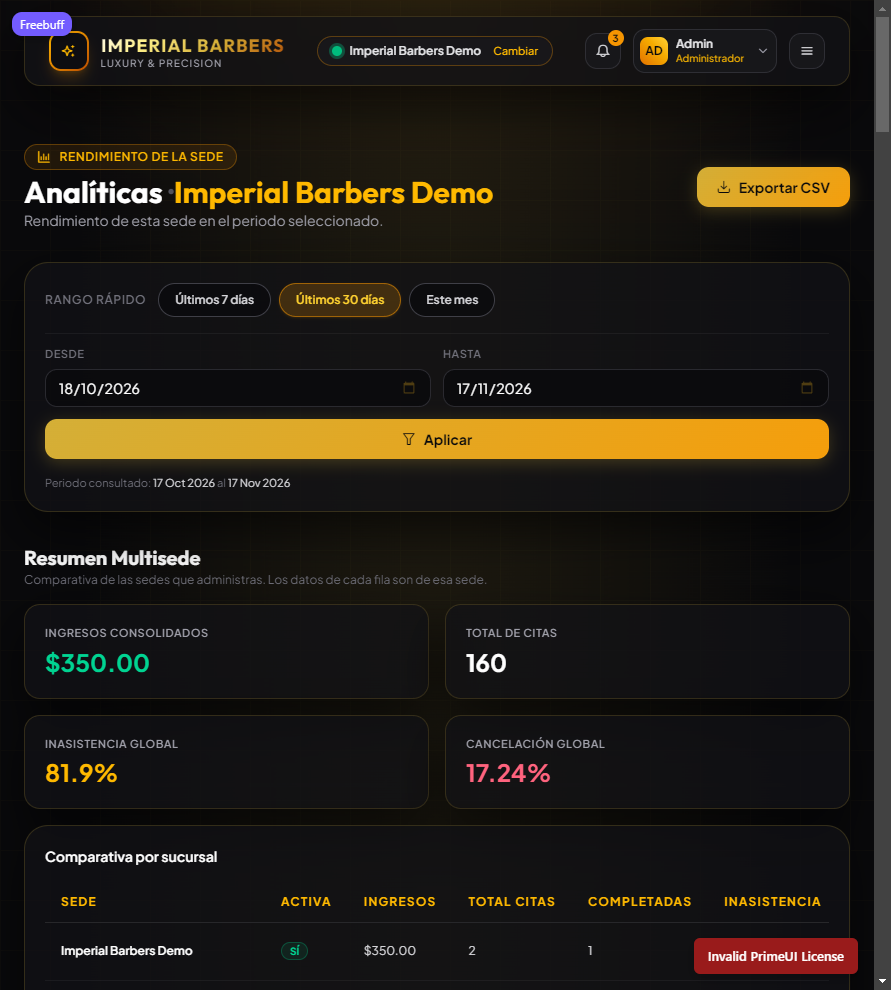 Freebuff
IMPERIAL BARBERS
LUXURY & PRECISION
Imperial Barbers Demo Cambiar
3
AD
Admin
Administrador
RENDIMIENTO DE LA SEDE
Analíticas · Imperial Barbers Demo
Rendimiento de esta sede en el periodo seleccionado.
Exportar CSV
RANGO RÁPIDO Últimos 7 días Últimos 30 días Este mes
DESDE HASTA
18/10/2026 17/11/2026
Aplicar
Periodo consultado: 17 Oct 2026 al 17 Nov 2026
Resumen Multisede
Comparativa de las sedes que administras. Los datos de cada fila son de esa sede.
INGRESOS CONSOLIDADOS TOTAL DE CITAS
$350.00 160
INASISTENCIA GLOBAL CANCELACIÓN GLOBAL
81.9% 17.24%
Comparativa por sucursal
SEDE ACTIVA INGRESOS TOTAL CITAS COMPLETADAS INASISTENCIA
Imperial Barbers Demo SÍ $350.00 2 1
Invalid PrimeUI License